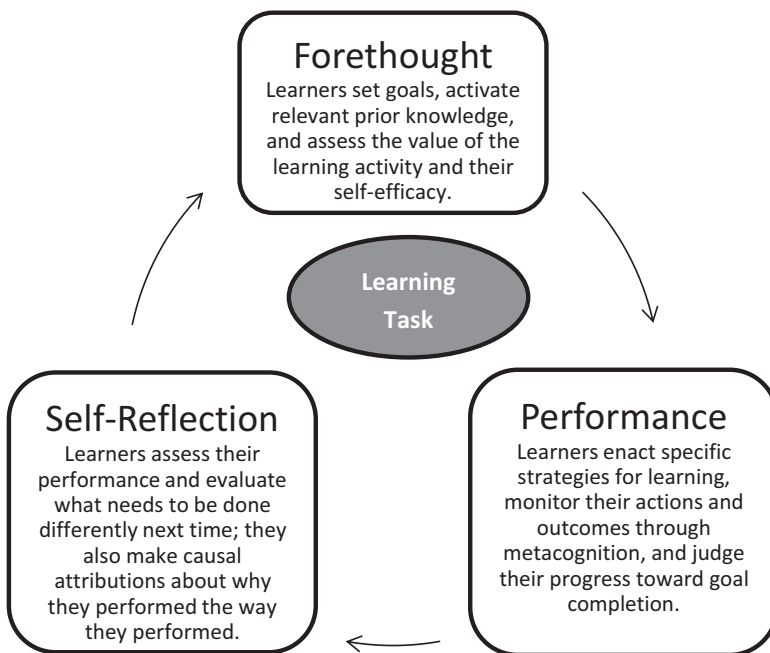 Forethought
Learners set goals, activate
relevant prior knowledge,
and assess the value of the
learning activity and their
self-efficacy.
Learning
Task
Self-Reflection
Learners assess their
performance and evaluate
what needs to be done
differently next time; they
also make causal
attributions about why
they performed the way
they performed.
Performance
Learners enact specific
strategies for learning,
monitor their actions and
outcomes through
metacognition, and judge
their progress toward goal
completion.